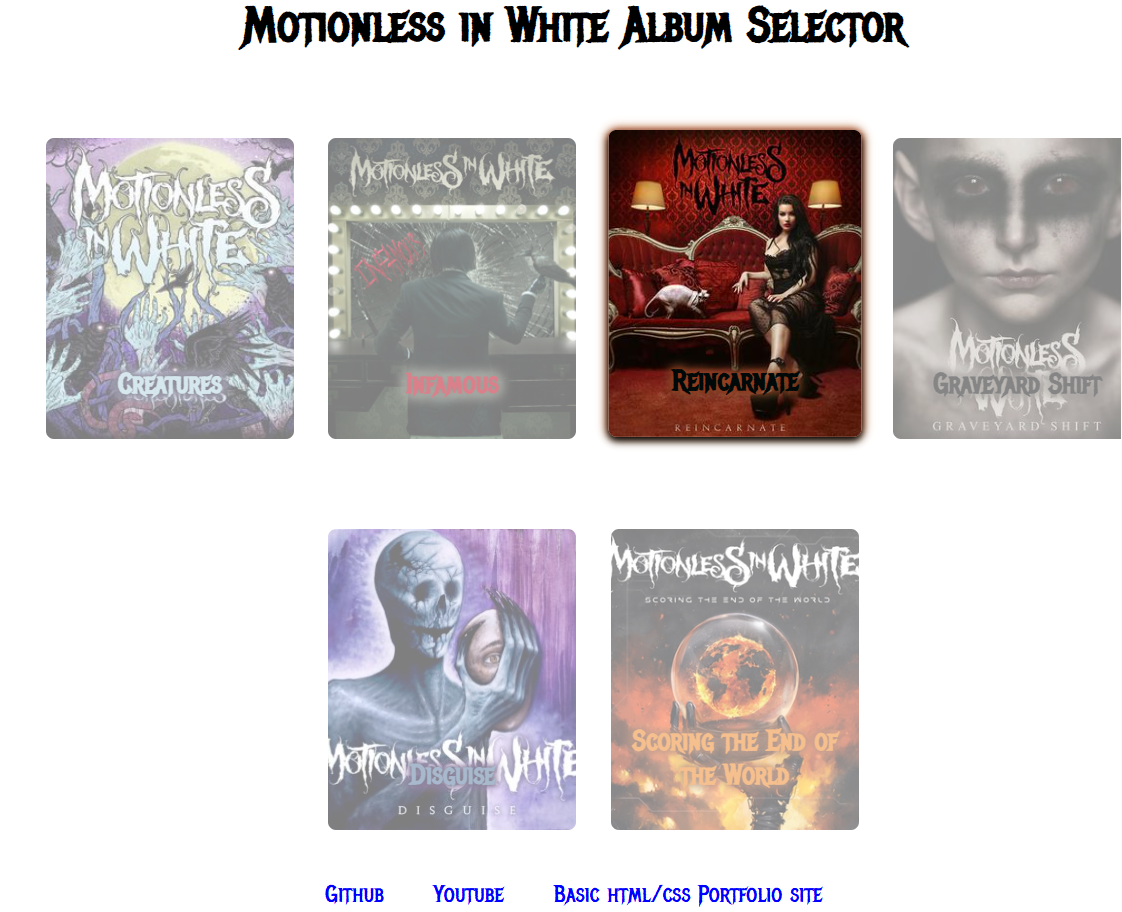 Motionless in White Album Selector
Motionless
in White
Creatures
CREATURES
Motionless in White
INFAMOUS
Infamous
Motionless
in White
Reincarnate
REINCARNATE
Motionless
in
White
Graveyard Shift
GRAVEYARD SHIFT
Motionless in White
Disguise
DISGUISE
Motionless in White
SCORING THE END OF THE WORLD
Scoring the End of
the World
Github Youtube Basic html/css Portfolio site